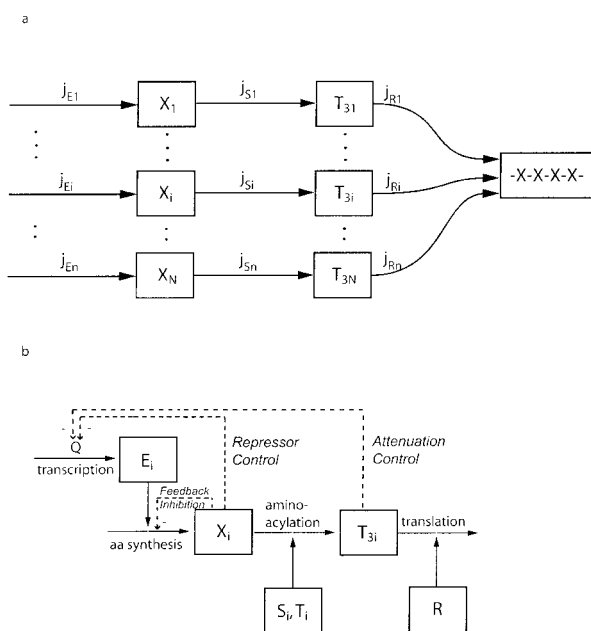 a
j_E1 X_1 j_S1 T_31 j_R1
-X-X-X-X-
j_Ei X_i j_Si T_3i j_Ri
j_En X_N j_Sn T_3N j_Rn
b
Q
transcription
E_i
Repressor Control
Attenuation Control
Feedback Inhibition
aa synthesis
X_i
amino-acylation
T_3i
translation
S_i, T_i
R